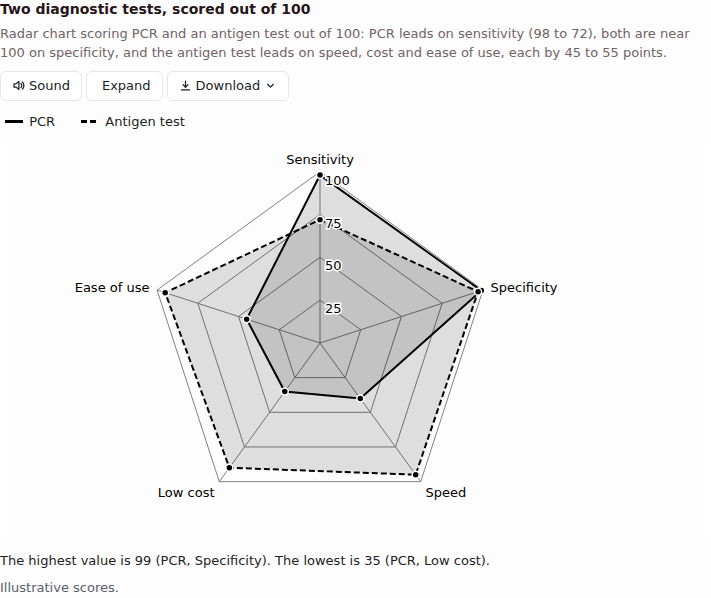 Two diagnostic tests, scored out of 100
Radar chart scoring PCR and an antigen test out of 100: PCR leads on sensitivity (98 to 72), both are near
100 on specificity, and the antigen test leads on speed, cost and ease of use, each by 45 to 55 points.
Sound Expand Download
PCR Antigen test
Sensitivity
100
75
50
25
Ease of use
Specificity
Low cost
Speed
The highest value is 99 (PCR, Specificity). The lowest is 35 (PCR, Low cost).
Illustrative scores.